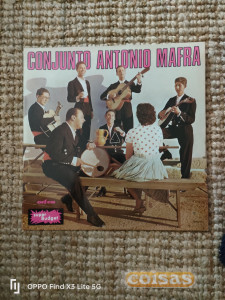 CONJUNTO ANTONIO MAFRA
OPPO Find X3 Lite 5G
coisas